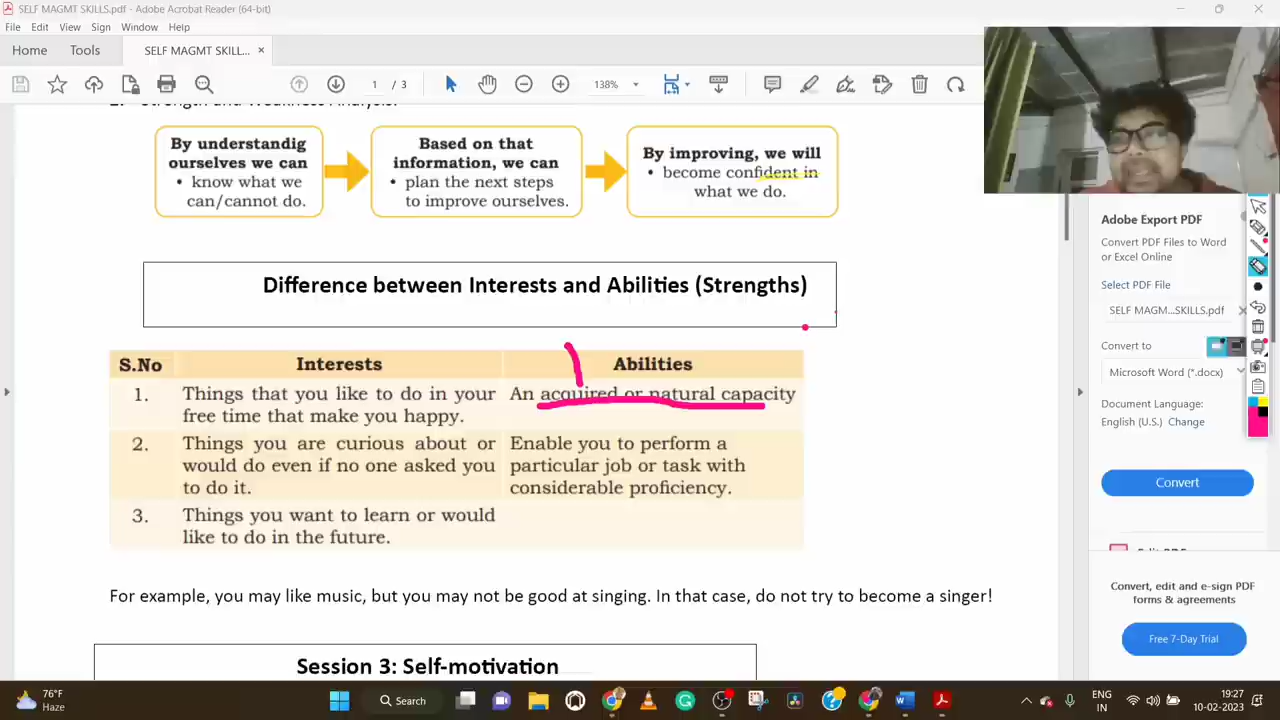 SELF MAGMT SKILLS.pdf - Adobe Acrobat Reader (64-bit)
File Edit View Sign Window Help
Home Tools SELF MAGMT SKILL... ×
1 / 3 138%
2. Strength and Weakness Analysis:
By understandig
ourselves we can
• know what we
can/cannot do.
Based on that
information, we can
• plan the next steps
to improve ourselves.
By improving, we will
• become confident in
what we do.
Difference between Interests and Abilities (Strengths)
S.No Interests Abilities
1. Things that you like to do in your An acquired or natural capacity
free time that make you happy.
2. Things you are curious about or Enable you to perform a
would do even if no one asked you particular job or task with
to do it. considerable proficiency.
3. Things you want to learn or would
like to do in the future.
For example, you may like music, but you may not be good at singing. In that case, do not try to become a singer!
Session 3: Self-motivation
Adobe Export PDF
Convert PDF Files to Word
or Excel Online
Select PDF File
SELF MAGM...SKILLS.pdf
Convert to
Microsoft Word (*.docx)
Document Language:
English (U.S.) Change
Convert
Edit PDF
Convert, edit and e-sign PDF
forms & agreements
Free 7-Day Trial
76°F
Haze
Search
ENG
IN
19:27
10-02-2023